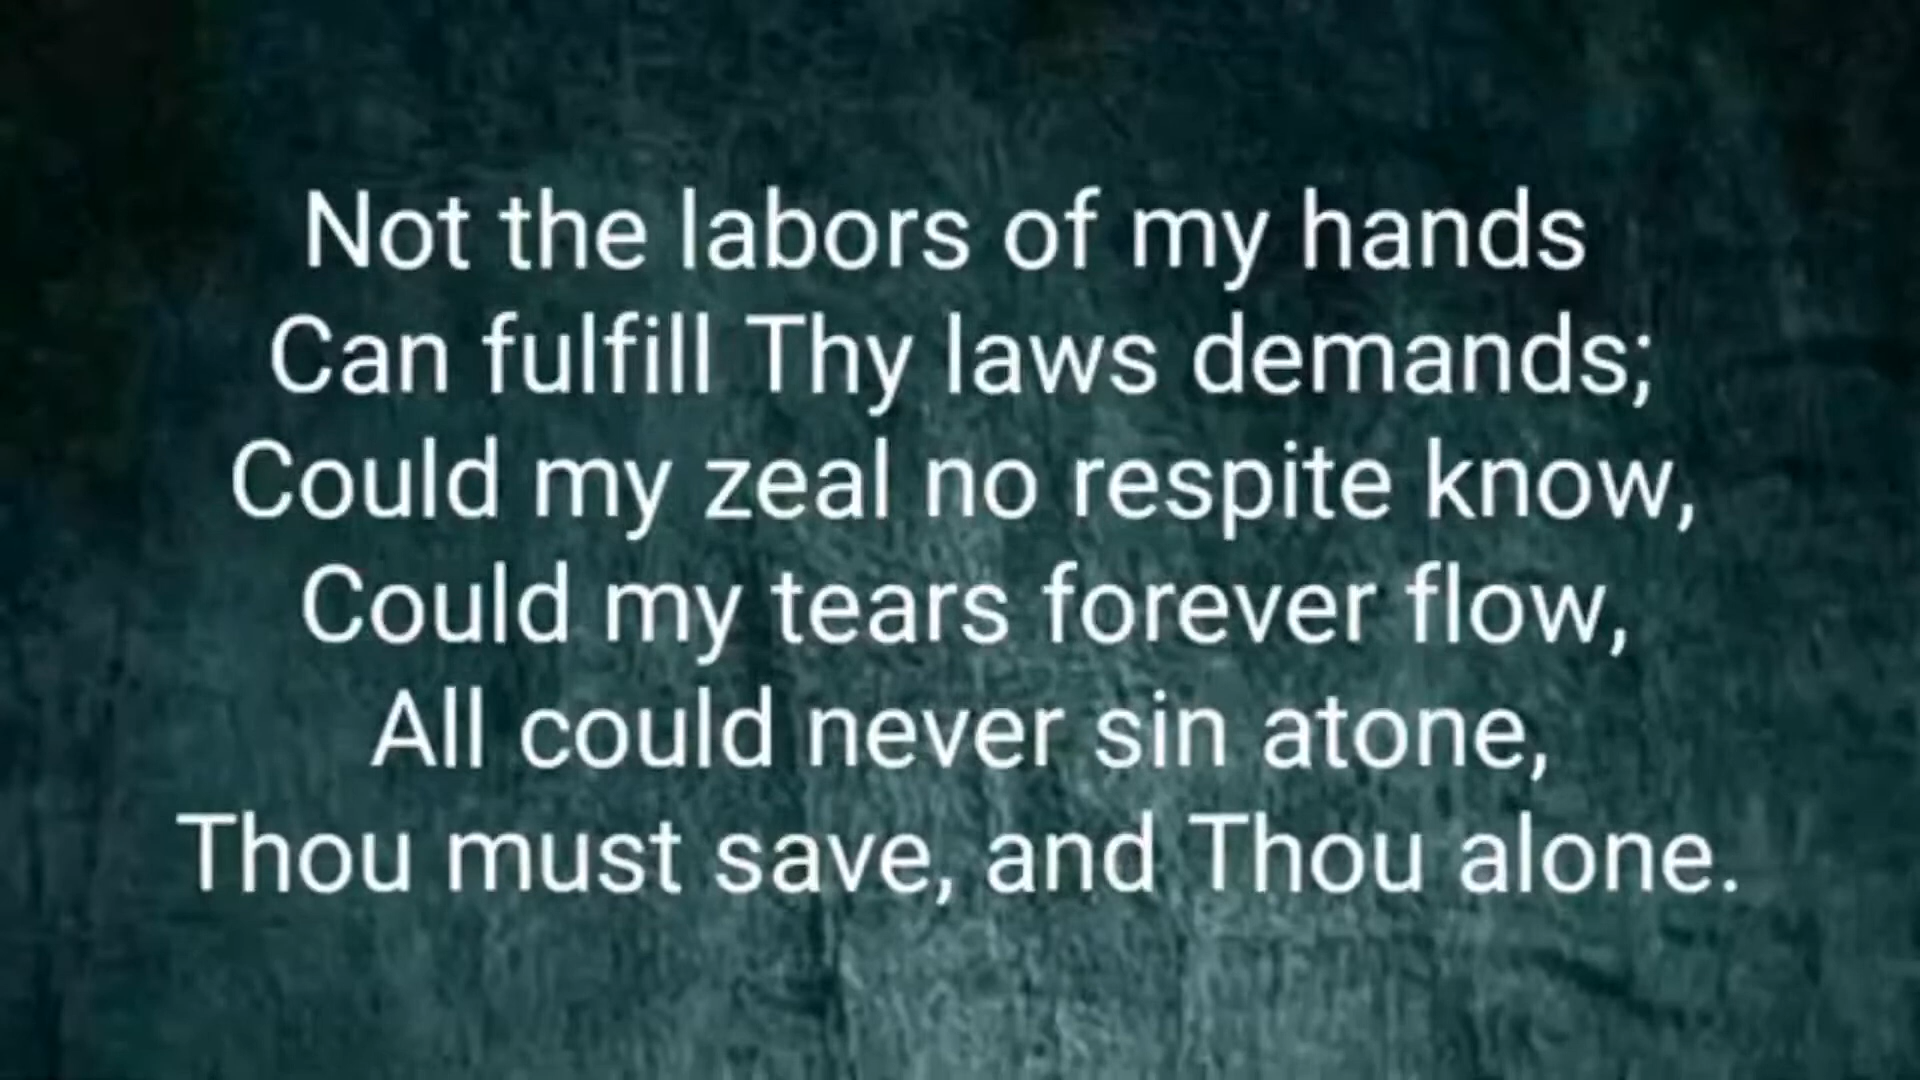 Not the labors of my hands
Can fulfill Thy laws demands;
Could my zeal no respite know,
Could my tears forever flow,
All could never sin atone,
Thou must save, and Thou alone.